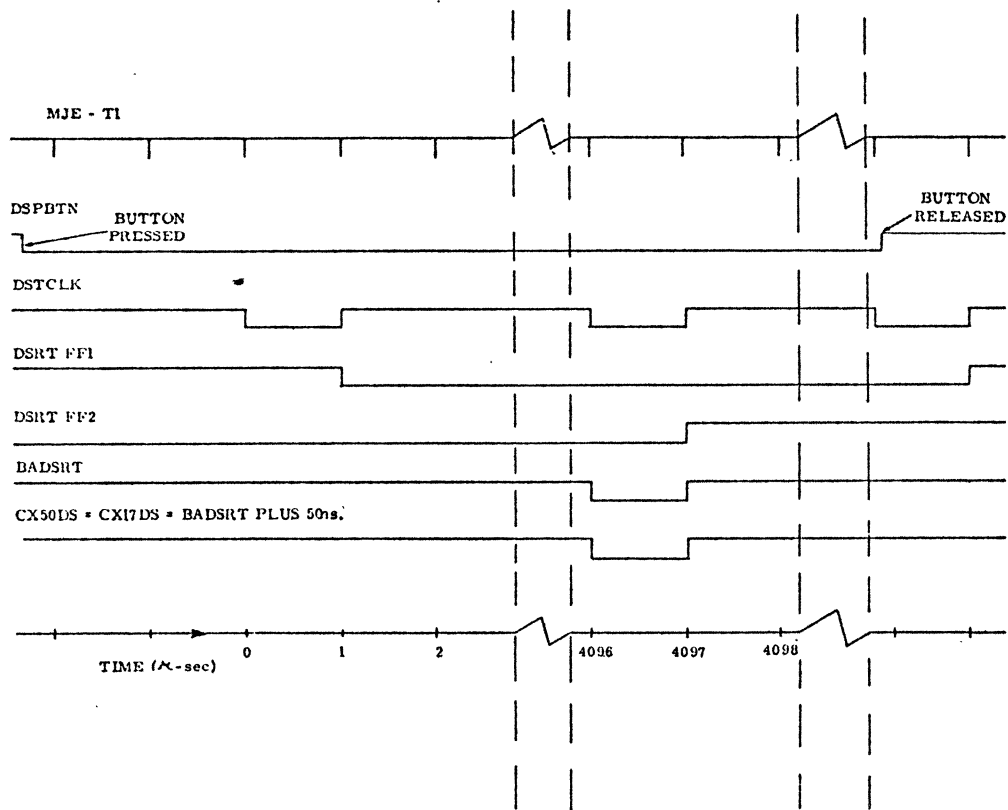 MJE - T1
DSPBTN
BUTTON
PRESSED
BUTTON
RELEASED
DSTCLK
DSRT FF1
DSRT FF2
BADSRT
CX50DS = CX17DS = BADSRT PLUS 50ns.
0 1 2 4096 4097 4098
TIME (μ-sec)